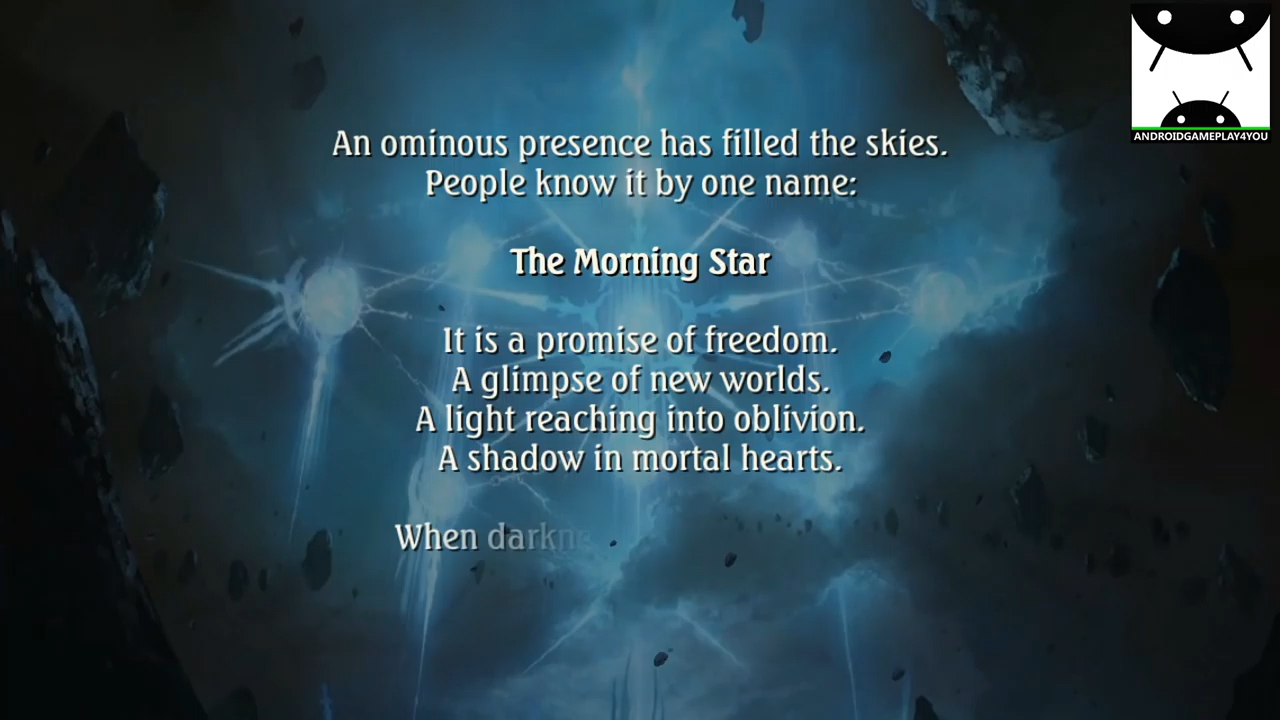 An ominous presence has filled the skies.
People know it by one name:
The Morning Star
It is a promise of freedom.
A glimpse of new worlds.
A light reaching into oblivion.
A shadow in mortal hearts.
When
ANDROIDGAMEPLAY4YOU